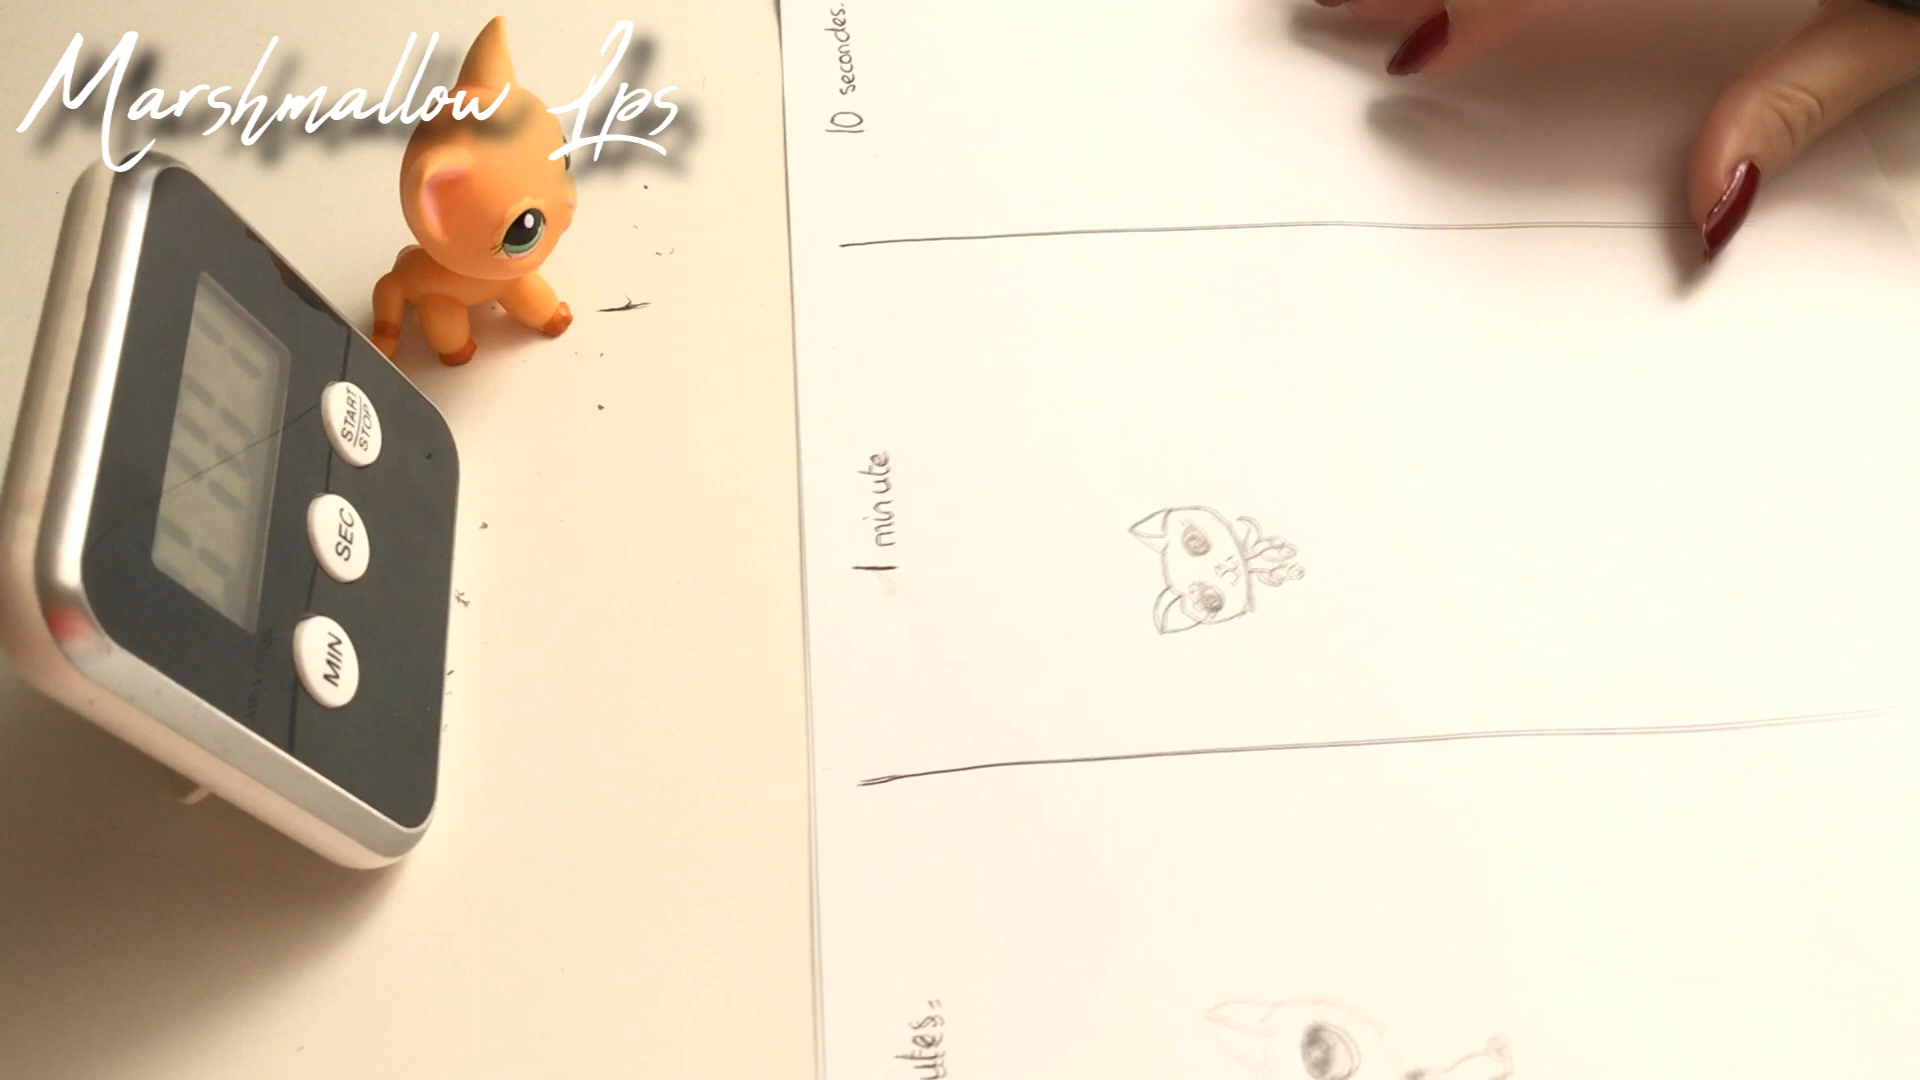 Marshmallow Lps
START
STOP
SEC
MIN
10 secondes.
1 minute